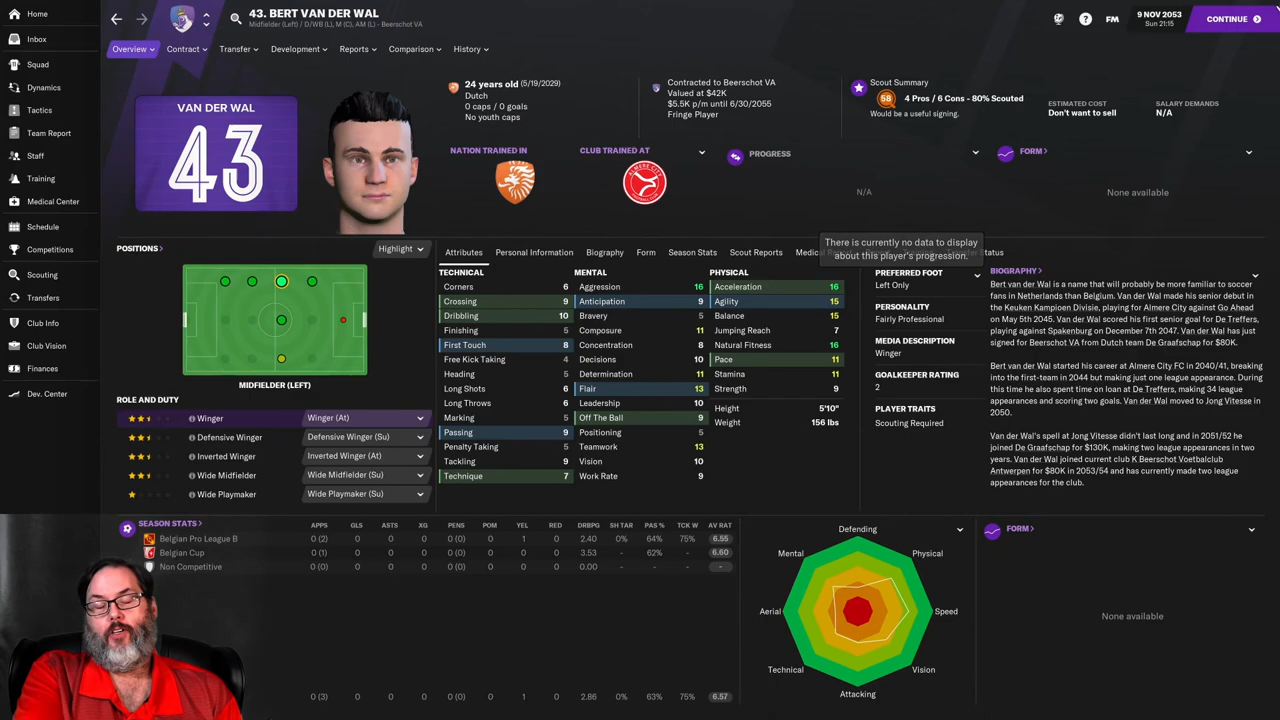 Home
Inbox
Squad
Dynamics
Tactics
Team Report
Staff
Training
Medical Center
Schedule
Competitions
Scouting
Transfers
Club Info
Club Vision
Finances
Dev. Center
43. BERT VAN DER WAL
Midfielder (Left) / D/WB (L), M (C), AM (L) - Beerschot VA
FM
9 NOV 2053
Sun 21:15
CONTINUE
Overview
Contract
Transfer
Development
Reports
Comparison
History
VAN DER WAL
43
24 years old (5/19/2029)
Dutch
0 caps / 0 goals
No youth caps
Contracted to Beerschot VA
Valued at $42K
$5.5K p/m until 6/30/2055
Fringe Player
Scout Summary
58 4 Pros / 6 Cons - 80% Scouted
Would be a useful signing.
ESTIMATED COST
Don't want to sell
SALARY DEMANDS
N/A
NATION TRAINED IN
CLUB TRAINED AT
PROGRESS
N/A
FORM
None available
There is currently no data to display
about this player's progression.
POSITIONS
Highlight
MIDFIELDER (LEFT)
ROLE AND DUTY
Winger Winger (At)
Defensive Winger Defensive Winger (Su)
Inverted Winger Inverted Winger (At)
Wide Midfielder Wide Midfielder (Su)
Wide Playmaker Wide Playmaker (Su)
Attributes Personal Information Biography Form Season Stats Scout Reports
TECHNICAL
Corners 6
Crossing 9
Dribbling 10
Finishing 5
First Touch 8
Free Kick Taking 4
Heading 5
Long Shots 6
Long Throws 6
Marking 5
Passing 9
Penalty Taking 5
Tackling 9
Technique 7
MENTAL
Aggression 16
Anticipation 9
Bravery 5
Composure 11
Concentration 8
Decisions 10
Determination 11
Flair 13
Leadership 10
Off The Ball 9
Positioning 5
Teamwork 13
Vision 10
Work Rate 9
PHYSICAL
Acceleration 16
Agility 15
Balance 15
Jumping Reach 7
Natural Fitness 16
Pace 11
Stamina 11
Strength 9
Height 5'10"
Weight 156 lbs
PREFERRED FOOT
Left Only
PERSONALITY
Fairly Professional
MEDIA DESCRIPTION
Winger
GOALKEEPER RATING
2
PLAYER TRAITS
Scouting Required
BIOGRAPHY
Bert van der Wal is a name that will probably be more familiar to soccer
fans in Netherlands than Belgium. Van der Wal made his senior debut in
the Keuken Kampioen Divisie, playing for Almere City against Go Ahead
on May 5th 2045. Van der Wal scored his first senior goal for De Treffers,
playing against Spakenburg on December 7th 2047. Van der Wal has just
signed for Beerschot VA from Dutch team De Graafschap for $80K.
Bert van der Wal started his career at Almere City FC in 2040/41, breaking
into the first-team in 2044 but making just one league appearance. During
this time he also spent time on loan at De Treffers, making 34 league
appearances and scoring two goals. Van der Wal moved to Jong Vitesse in
2050.
Van der Wal's spell at Jong Vitesse didn't last long and in 2051/52 he
joined De Graafschap for $130K, making two league appearances in two
years. Van der Wal joined current club K Beerschot Voetbalclub
Antwerpen for $80K in 2053/54 and has currently made two league
appearances for the club.
SEASON STATS APPS GLS ASTS XG PENS POM YEL RED DRBPG SH TAR PAS % TCK W AV RAT
Belgian Pro League B 0 (2) 0 0 0 0 (0) 0 1 0 2.40 0% 64% 75% 6.55
Belgian Cup 0 (1) 0 0 0 0 (0) 0 0 0 3.53 - 62% - 6.60
Non Competitive 0 (0) 0 0 0 0 (0) 0 0 0 0.00 - - - -
0 (3) 0 0 0 0 (0) 0 1 0 2.86 0% 63% 75% 6.57
Defending
Physical
Speed
Vision
Attacking
Technical
Aerial
Mental
FORM
None available